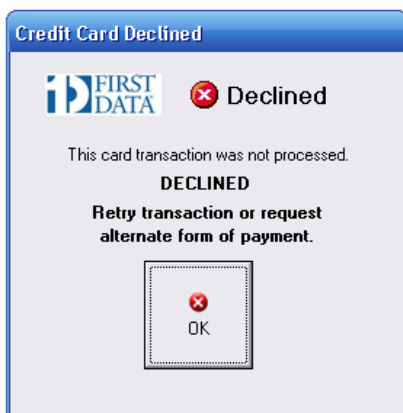 Credit Card Declined
FIRST
DATA
Declined
This card transaction was not processed.
DECLINED
Retry transaction or request
alternate form of payment.
OK